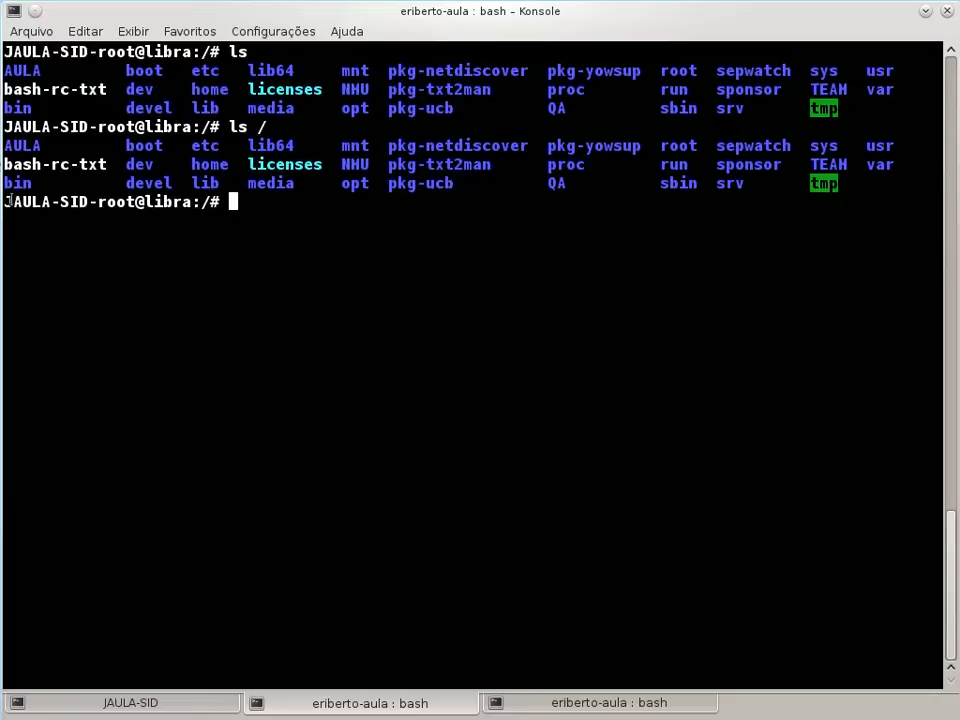 eriberto-aula : bash – Konsole
Arquivo Editar Exibir Favoritos Configurações Ajuda
JAULA-SID-root@libra:/# ls
AULA boot etc lib64 mnt pkg-netdiscover pkg-yowsup root sepwatch sys usr
bash-rc-txt dev home licenses NHU pkg-txt2man proc run sponsor TEAH var
bin devel lib media opt pkg-ucb QA sbin srv tmp
JAULA-SID-root@libra:/# ls /
AULA boot etc lib64 mnt pkg-netdiscover pkg-yowsup root sepwatch sys usr
bash-rc-txt dev home licenses NHU pkg-txt2man proc run sponsor TEAH var
bin devel lib media opt pkg-ucb QA sbin srv tmp
JAULA-SID-root@libra:/#
JAULA-SID eriberto-aula : bash eriberto-aula : bash